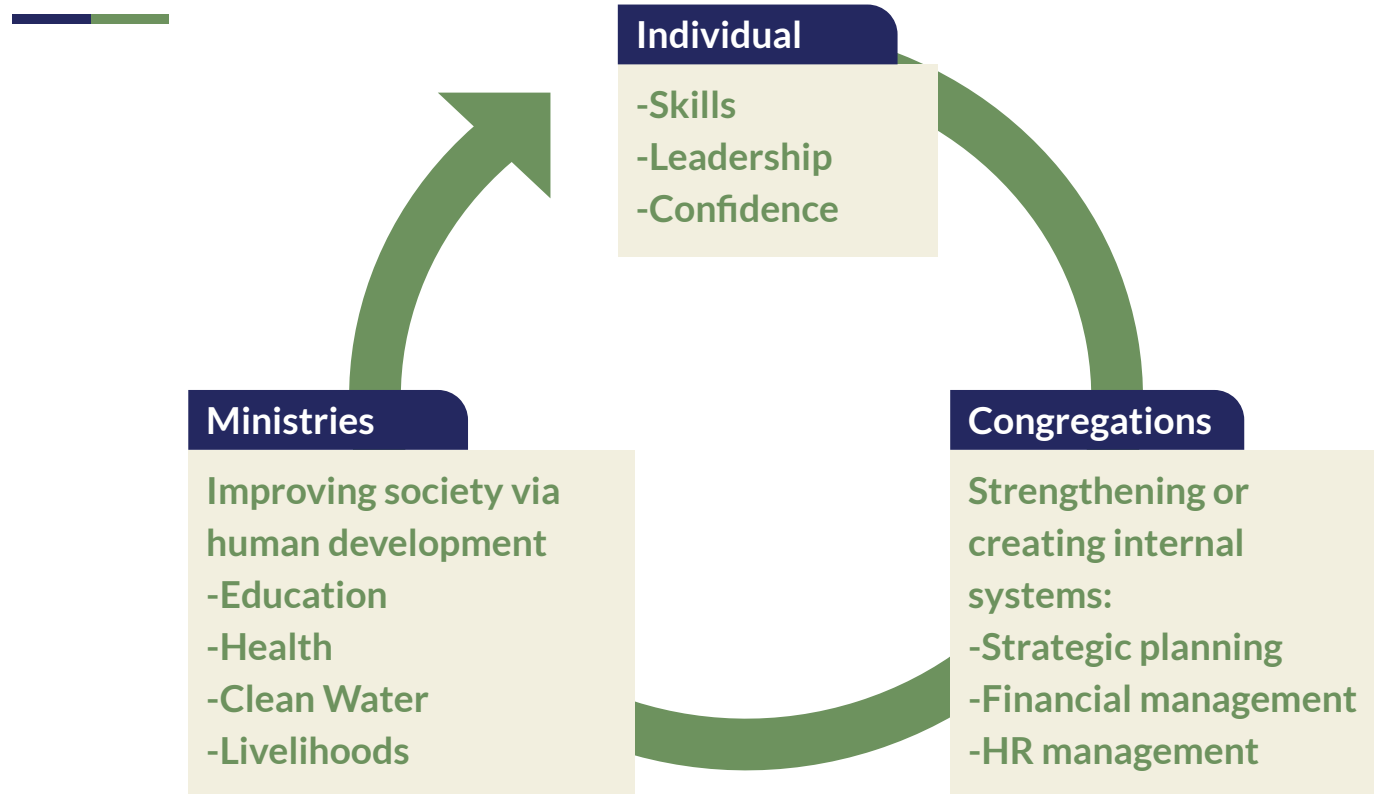 Individual
-Skills
-Leadership
-Confidence
Ministries
Improving society via
human development
-Education
-Health
-Clean Water
-Livelihoods
Congregations
Strengthening or
creating internal
systems:
-Strategic planning
-Financial management
-HR management